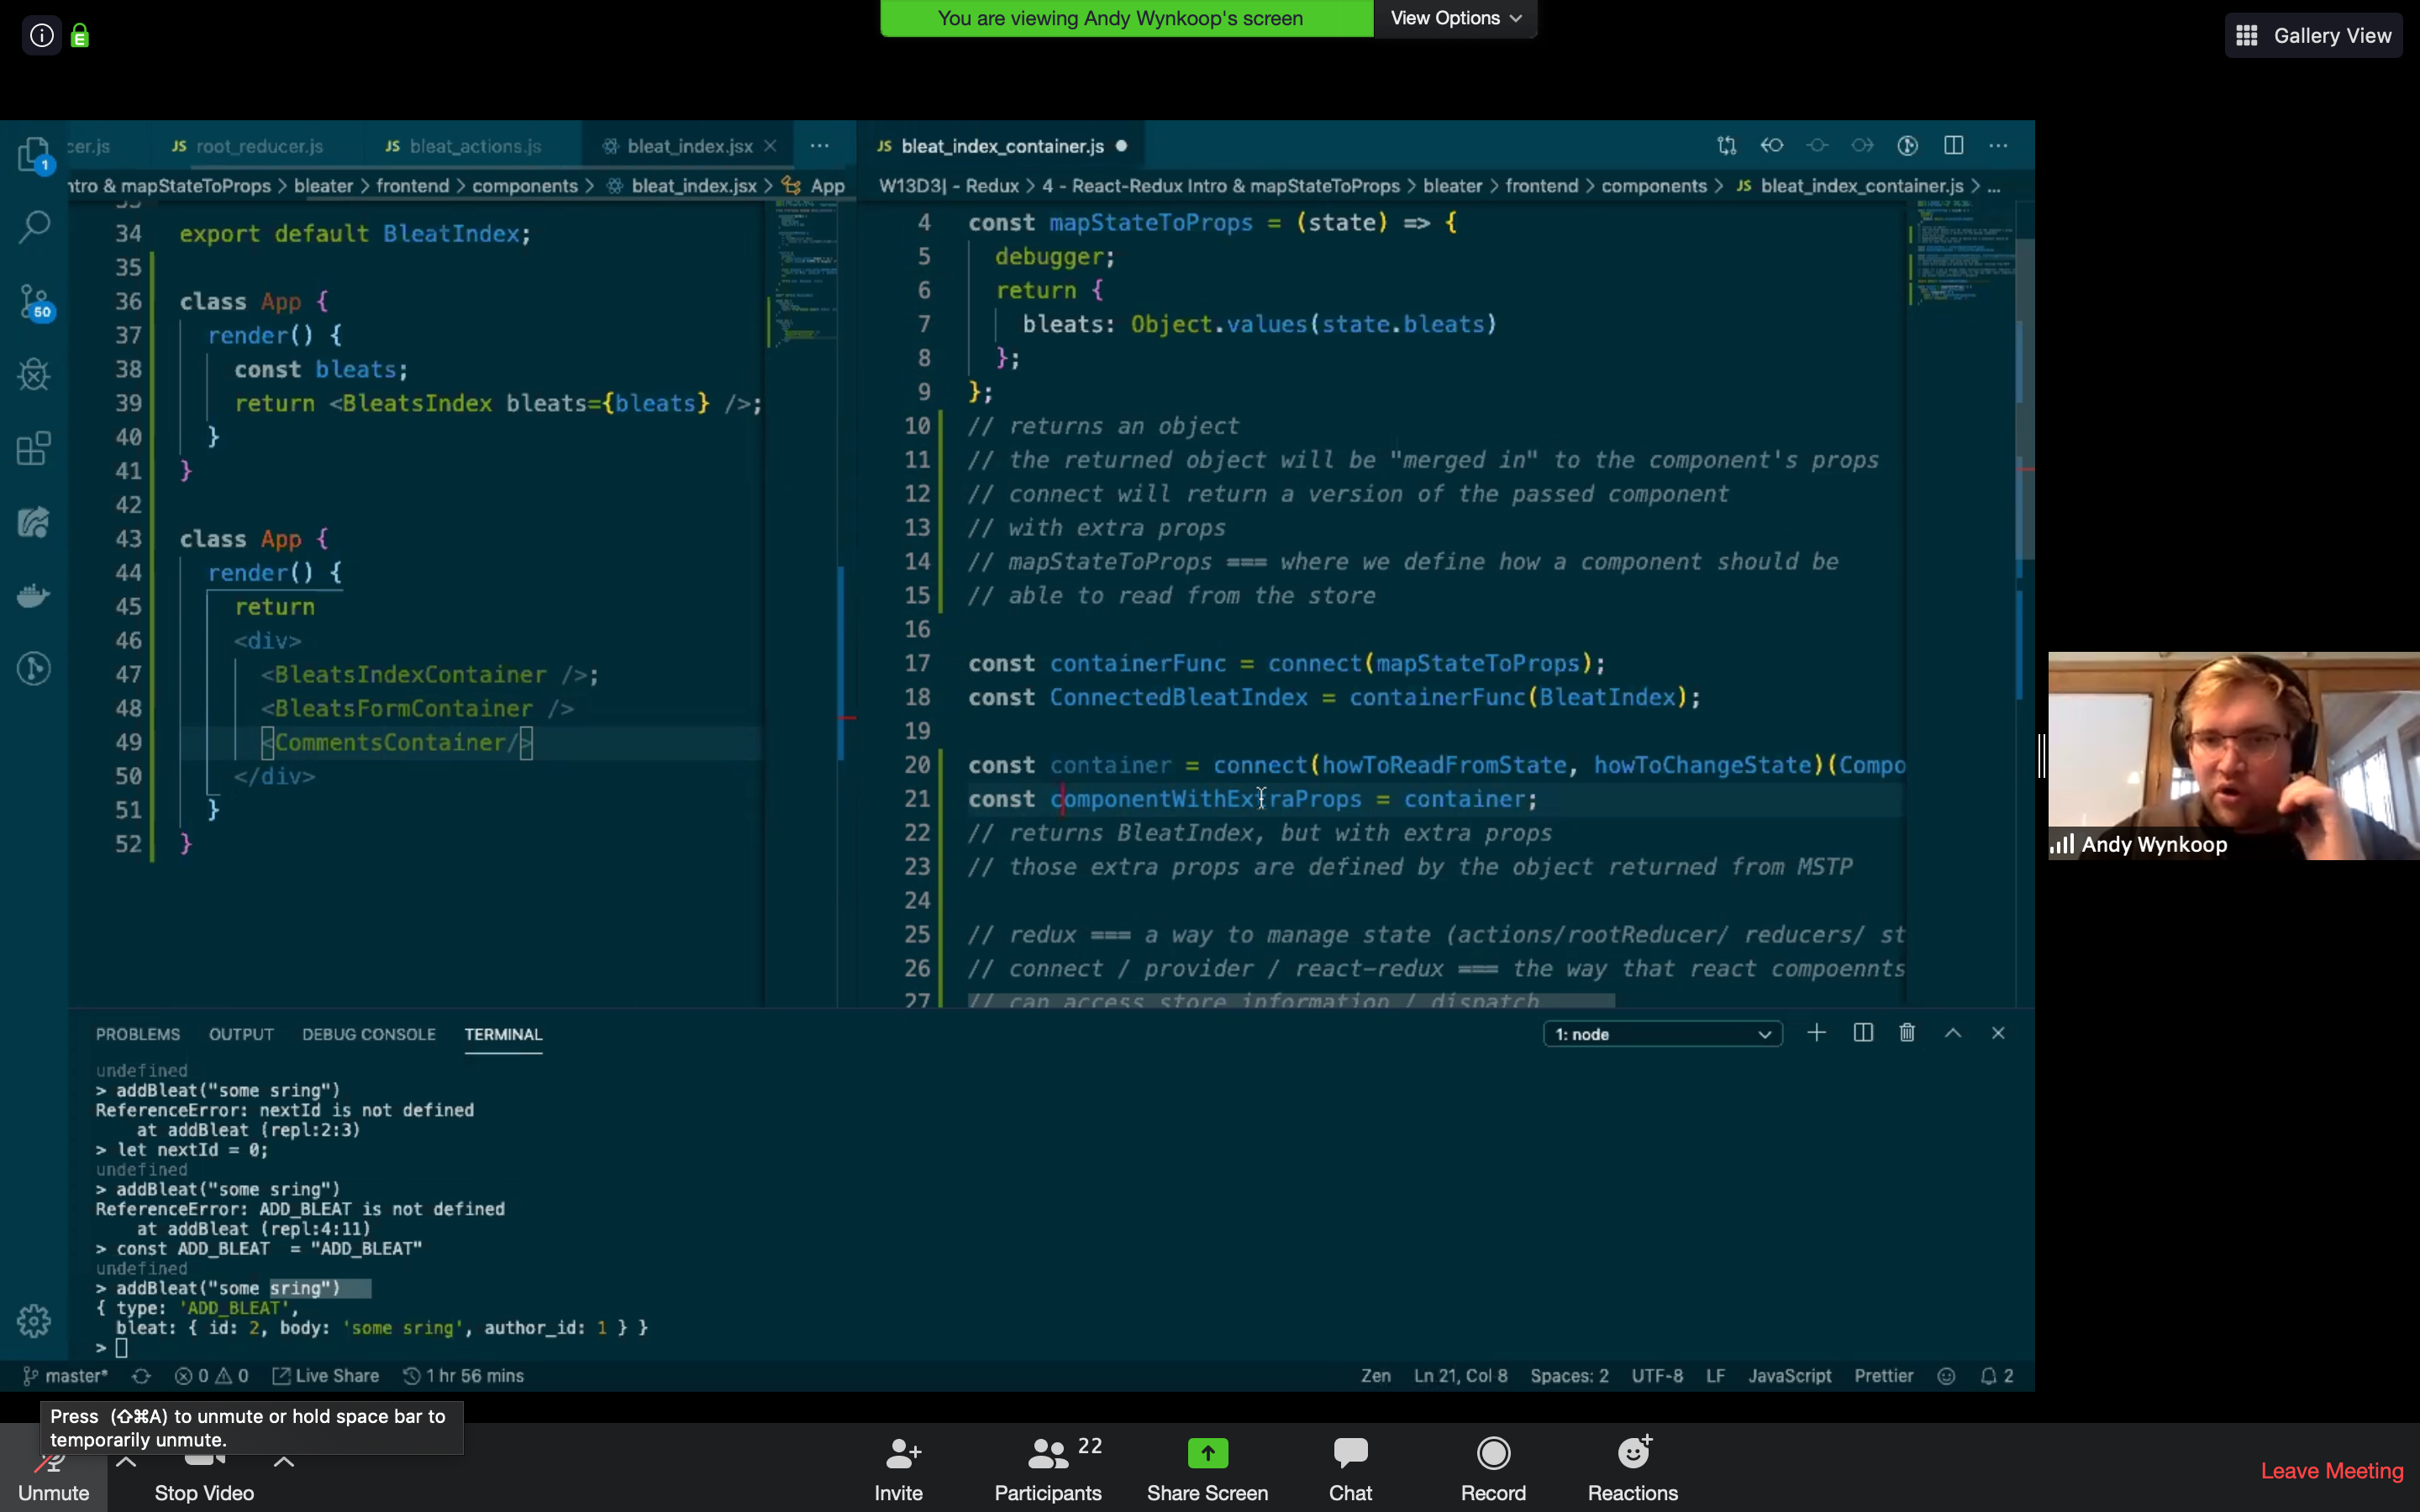 You are viewing Andy Wynkoop's screen
View Options
Gallery View
cer.js
JS root_reducer.js
JS bleat_actions.js
bleat_index.jsx
JS bleat_index_container.js
ntro & mapStateToProps > bleater > frontend > components > bleat_index.jsx > App
W13D3| - Redux > 4 - React-Redux Intro & mapStateToProps > bleater > frontend > components > JS bleat_index_container.js > ...
1
50
34 export default BleatIndex;
35
36 class App {
37 render() {
38 const bleats;
39 return <BleatsIndex bleats={bleats} />;
40 }
41 }
42
43 class App {
44 render() {
45 return
46 <div>
47 <BleatsIndexContainer />;
48 <BleatsFormContainer />
49 <CommentsContainer/>
50 </div>
51 }
52 }
4 const mapStateToProps = (state) => {
5 debugger;
6 return {
7 bleats: Object.values(state.bleats)
8 };
9 };
10 // returns an object
11 // the returned object will be "merged in" to the component's props
12 // connect will return a version of the passed component
13 // with extra props
14 // mapStateToProps === where we define how a component should be
15 // able to read from the store
16
17 const containerFunc = connect(mapStateToProps);
18 const ConnectedBleatIndex = containerFunc(BleatIndex);
19
20 const container = connect(howToReadFromState, howToChangeState)(Compo
21 const componentWithExtraProps = container;
22 // returns BleatIndex, but with extra props
23 // those extra props are defined by the object returned from MSTP
24
25 // redux === a way to manage state (actions/rootReducer/ reducers/ st
26 // connect / provider / react-redux === the way that react compoennts
27 // can access store information / dispatch
Andy Wynkoop
PROBLEMS OUTPUT DEBUG CONSOLE TERMINAL
1: node
undefined
> addBleat("some sring")
ReferenceError: nextId is not defined
at addBleat (repl:2:3)
> let nextId = 0;
undefined
> addBleat("some sring")
ReferenceError: ADD_BLEAT is not defined
at addBleat (repl:4:11)
> const ADD_BLEAT = "ADD_BLEAT"
undefined
> addBleat("some sring")
{ type: 'ADD_BLEAT',
bleat: { id: 2, body: 'some sring', author_id: 1 } }
>
master* 0 0 Live Share 1 hr 56 mins
Zen Ln 21, Col 8 Spaces: 2 UTF-8 LF JavaScript Prettier 2
Press (⇧⌘A) to unmute or hold space bar to
temporarily unmute.
22
Unmute
Stop Video
Invite
Participants
Share Screen
Chat
Record
Reactions
Leave Meeting